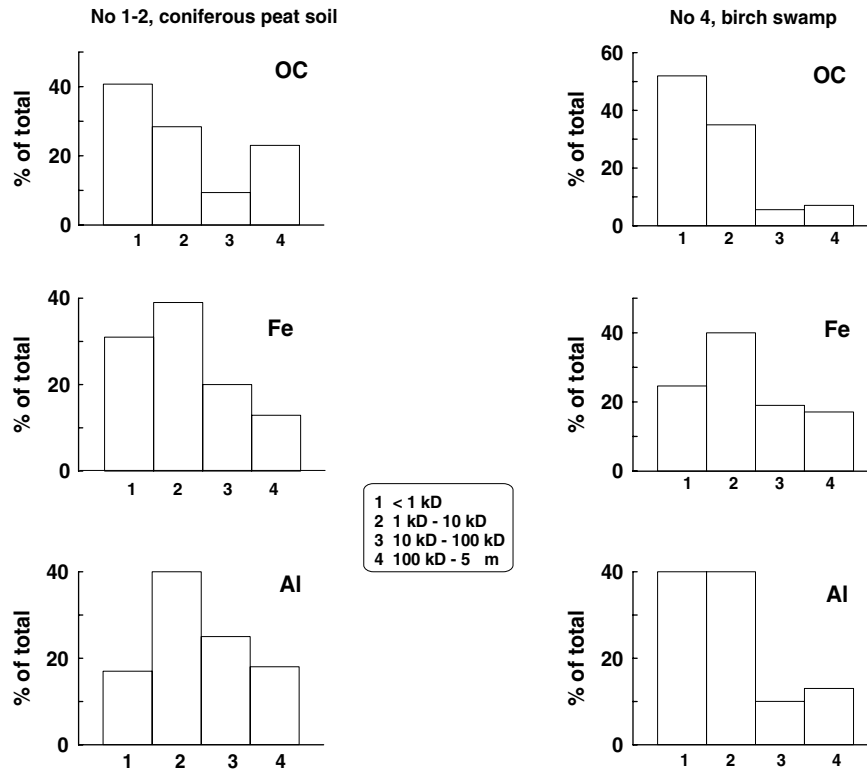 No 1-2, coniferous peat soil
OC
% of total
40
20
0
1 2 3 4
Fe
% of total
40
20
0
1 2 3 4
Al
% of total
40
20
0
1 2 3 4
1 < 1 kD
2 1 kD - 10 kD
3 10 kD - 100 kD
4 100 kD - 5 m
No 4, birch swamp
OC
% of total
60
40
20
0
1 2 3 4
Fe
% of total
40
20
0
1 2 3 4
Al
% of total
40
20
0
1 2 3 4